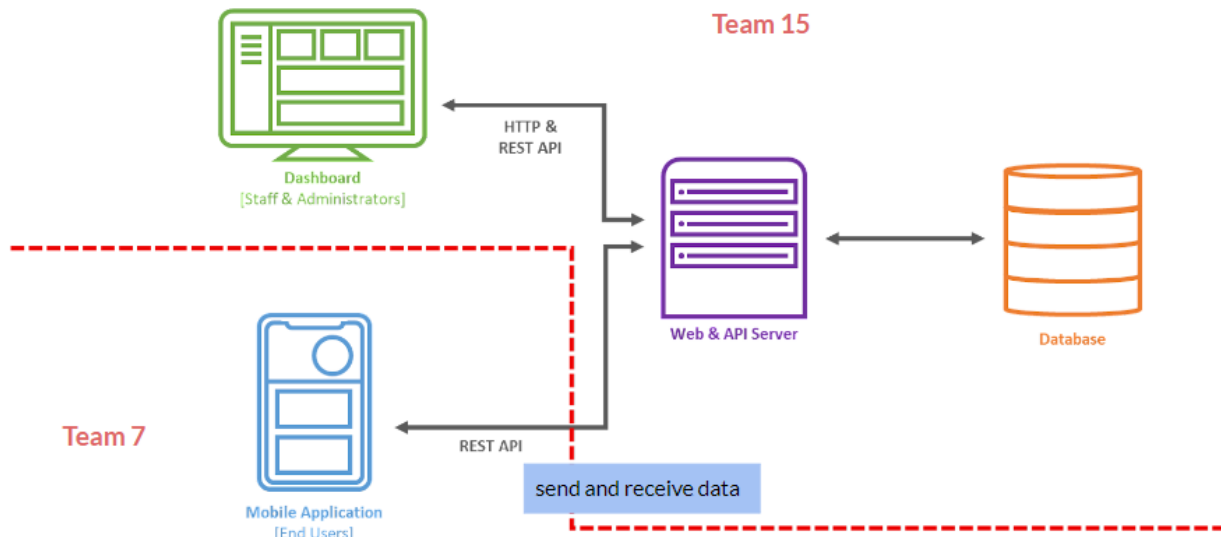 Team 15
HTTP &
REST API
Dashboard
[Staff & Administrators]
Web & API Server
Database
Team 7
REST API
send and receive data
Mobile Application
[End Users]